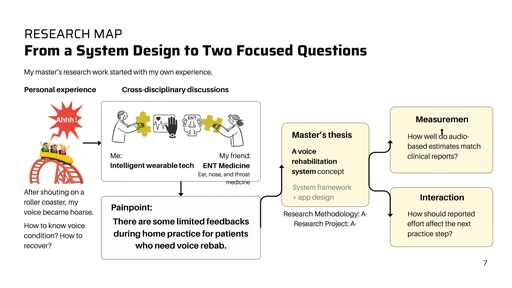 RESEARCH MAP
From a System Design to Two Focused Questions
My master's research work started with my own experience.
Personal experience
Cross-disciplinary discussions
Ahhh!
ENT
Me:
Intelligent wearable tech
My friend:
ENT Medicine
Ear, nose, and throat
medicine
After shouting on a
roller coaster, my
voice became hoarse.
How to know voice
condition? How to
recover?
Painpoint:
There are some limited feedbacks
during home practice for patients
who need voice rehab.
Master's thesis
A voice
rehabilitation
system concept
System framework
+ app design
Research Methodology: A-
Research Project: A-
Measuremen
t
How well do audio-
based estimates match
clinical reports?
Interaction
How should reported
effort affect the next
practice step?
7